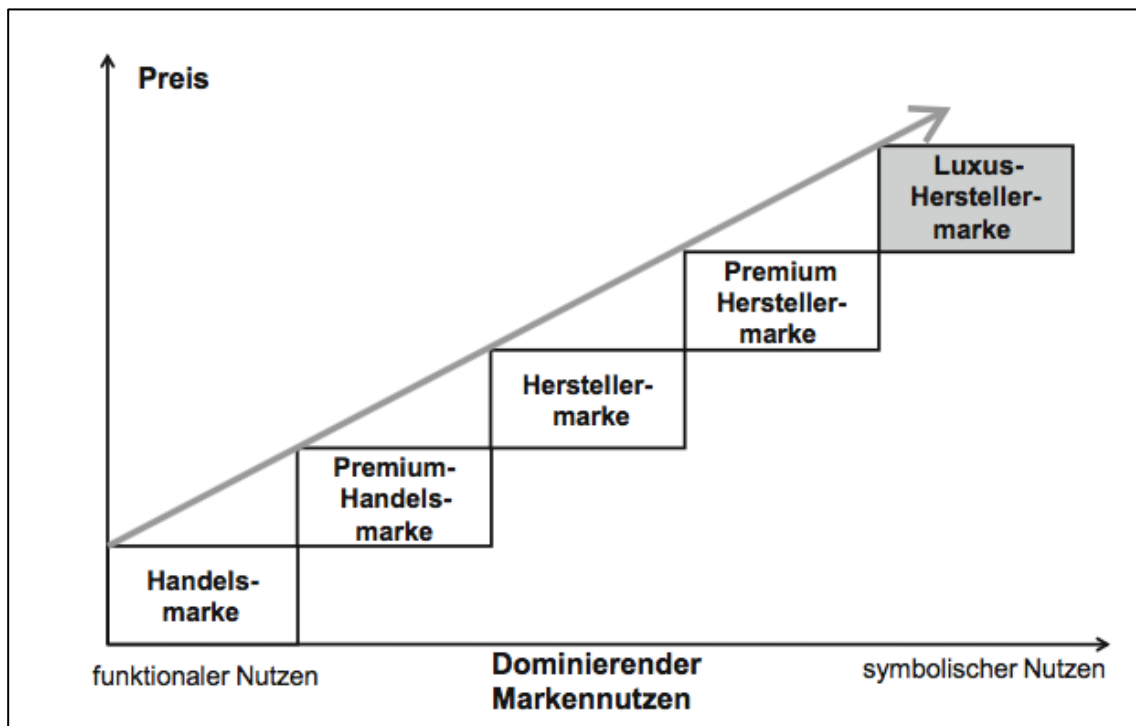 Preis
Luxus-
Hersteller-
marke
Premium
Hersteller-
marke
Hersteller-
marke
Premium-
Handels-
marke
Handels-
marke
funktionaler Nutzen
Dominierender
Markennutzen
symbolischer Nutzen